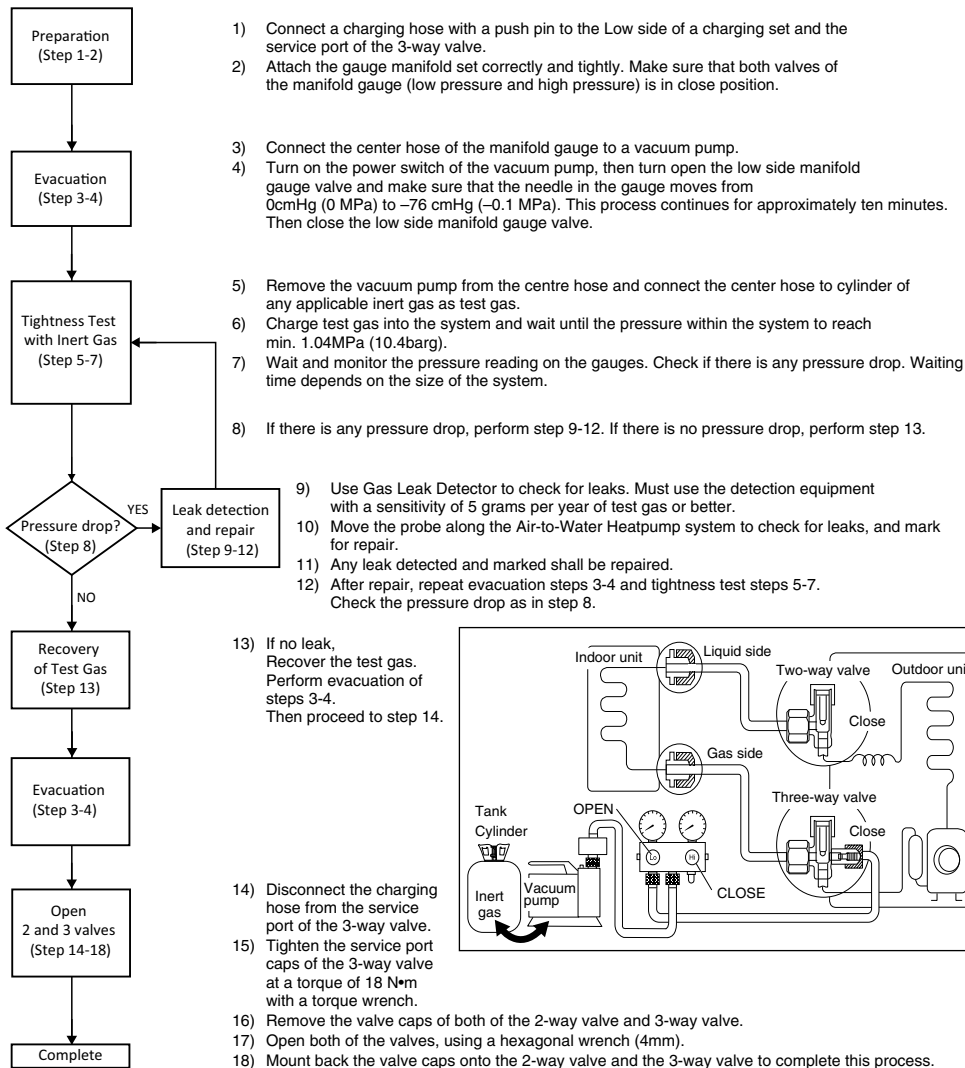 Preparation
(Step 1-2)
1) Connect a charging hose with a push pin to the Low side of a charging set and the
service port of the 3-way valve.
2) Attach the gauge manifold set correctly and tightly. Make sure that both valves of
the manifold gauge (low pressure and high pressure) is in close position.
Evacuation
(Step 3-4)
3) Connect the center hose of the manifold gauge to a vacuum pump.
4) Turn on the power switch of the vacuum pump, then turn open the low side manifold
gauge valve and make sure that the needle in the gauge moves from
0cmHg (0 MPa) to –76 cmHg (–0.1 MPa). This process continues for approximately ten minutes.
Then close the low side manifold gauge valve.
Tightness Test
with Inert Gas
(Step 5-7)
5) Remove the vacuum pump from the centre hose and connect the center hose to cylinder of
any applicable inert gas as test gas.
6) Charge test gas into the system and wait until the pressure within the system to reach
min. 1.04MPa (10.4barg).
7) Wait and monitor the pressure reading on the gauges. Check if there is any pressure drop. Waiting
time depends on the size of the system.
8) If there is any pressure drop, perform step 9-12. If there is no pressure drop, perform step 13.
Pressure drop?
(Step 8)
YES
NO
Leak detection
and repair
(Step 9-12)
9) Use Gas Leak Detector to check for leaks. Must use the detection equipment
with a sensitivity of 5 grams per year of test gas or better.
10) Move the probe along the Air-to-Water Heatpump system to check for leaks, and mark
for repair.
11) Any leak detected and marked shall be repaired.
12) After repair, repeat evacuation steps 3-4 and tightness test steps 5-7.
Check the pressure drop as in step 8.
Recovery
of Test Gas
(Step 13)
13) If no leak,
Recover the test gas.
Perform evacuation of
steps 3-4.
Then proceed to step 14.
Evacuation
(Step 3-4)
Open
2 and 3 valves
(Step 14-18)
14) Disconnect the charging
hose from the service
port of the 3-way valve.
15) Tighten the service port
caps of the 3-way valve
at a torque of 18 N•m
with a torque wrench.
16) Remove the valve caps of both of the 2-way valve and 3-way valve.
17) Open both of the valves, using a hexagonal wrench (4mm).
18) Mount back the valve caps onto the 2-way valve and the 3-way valve to complete this process.
Complete
Indoor unit
Liquid side
Two-way valve
Outdoor uni
Close
Gas side
Three-way valve
Close
OPEN
Lo
Hi
CLOSE
Tank
Cylinder
Inert
gas
Vacuum
pump